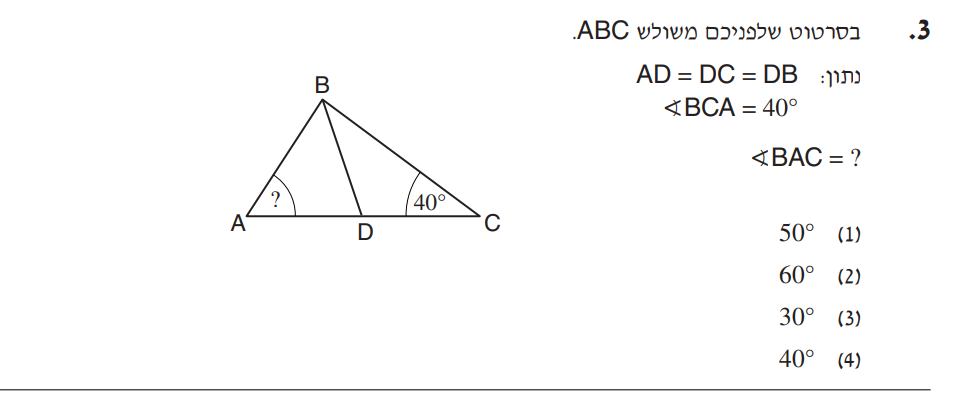 3. בסרטוט שלפניכם משולש ABC.
נתון: AD = DC = DB
∢BCA = 40°
∢BAC = ?
(1) 50°
(2) 60°
(3) 30°
(4) 40°
B
? 40°
A D C